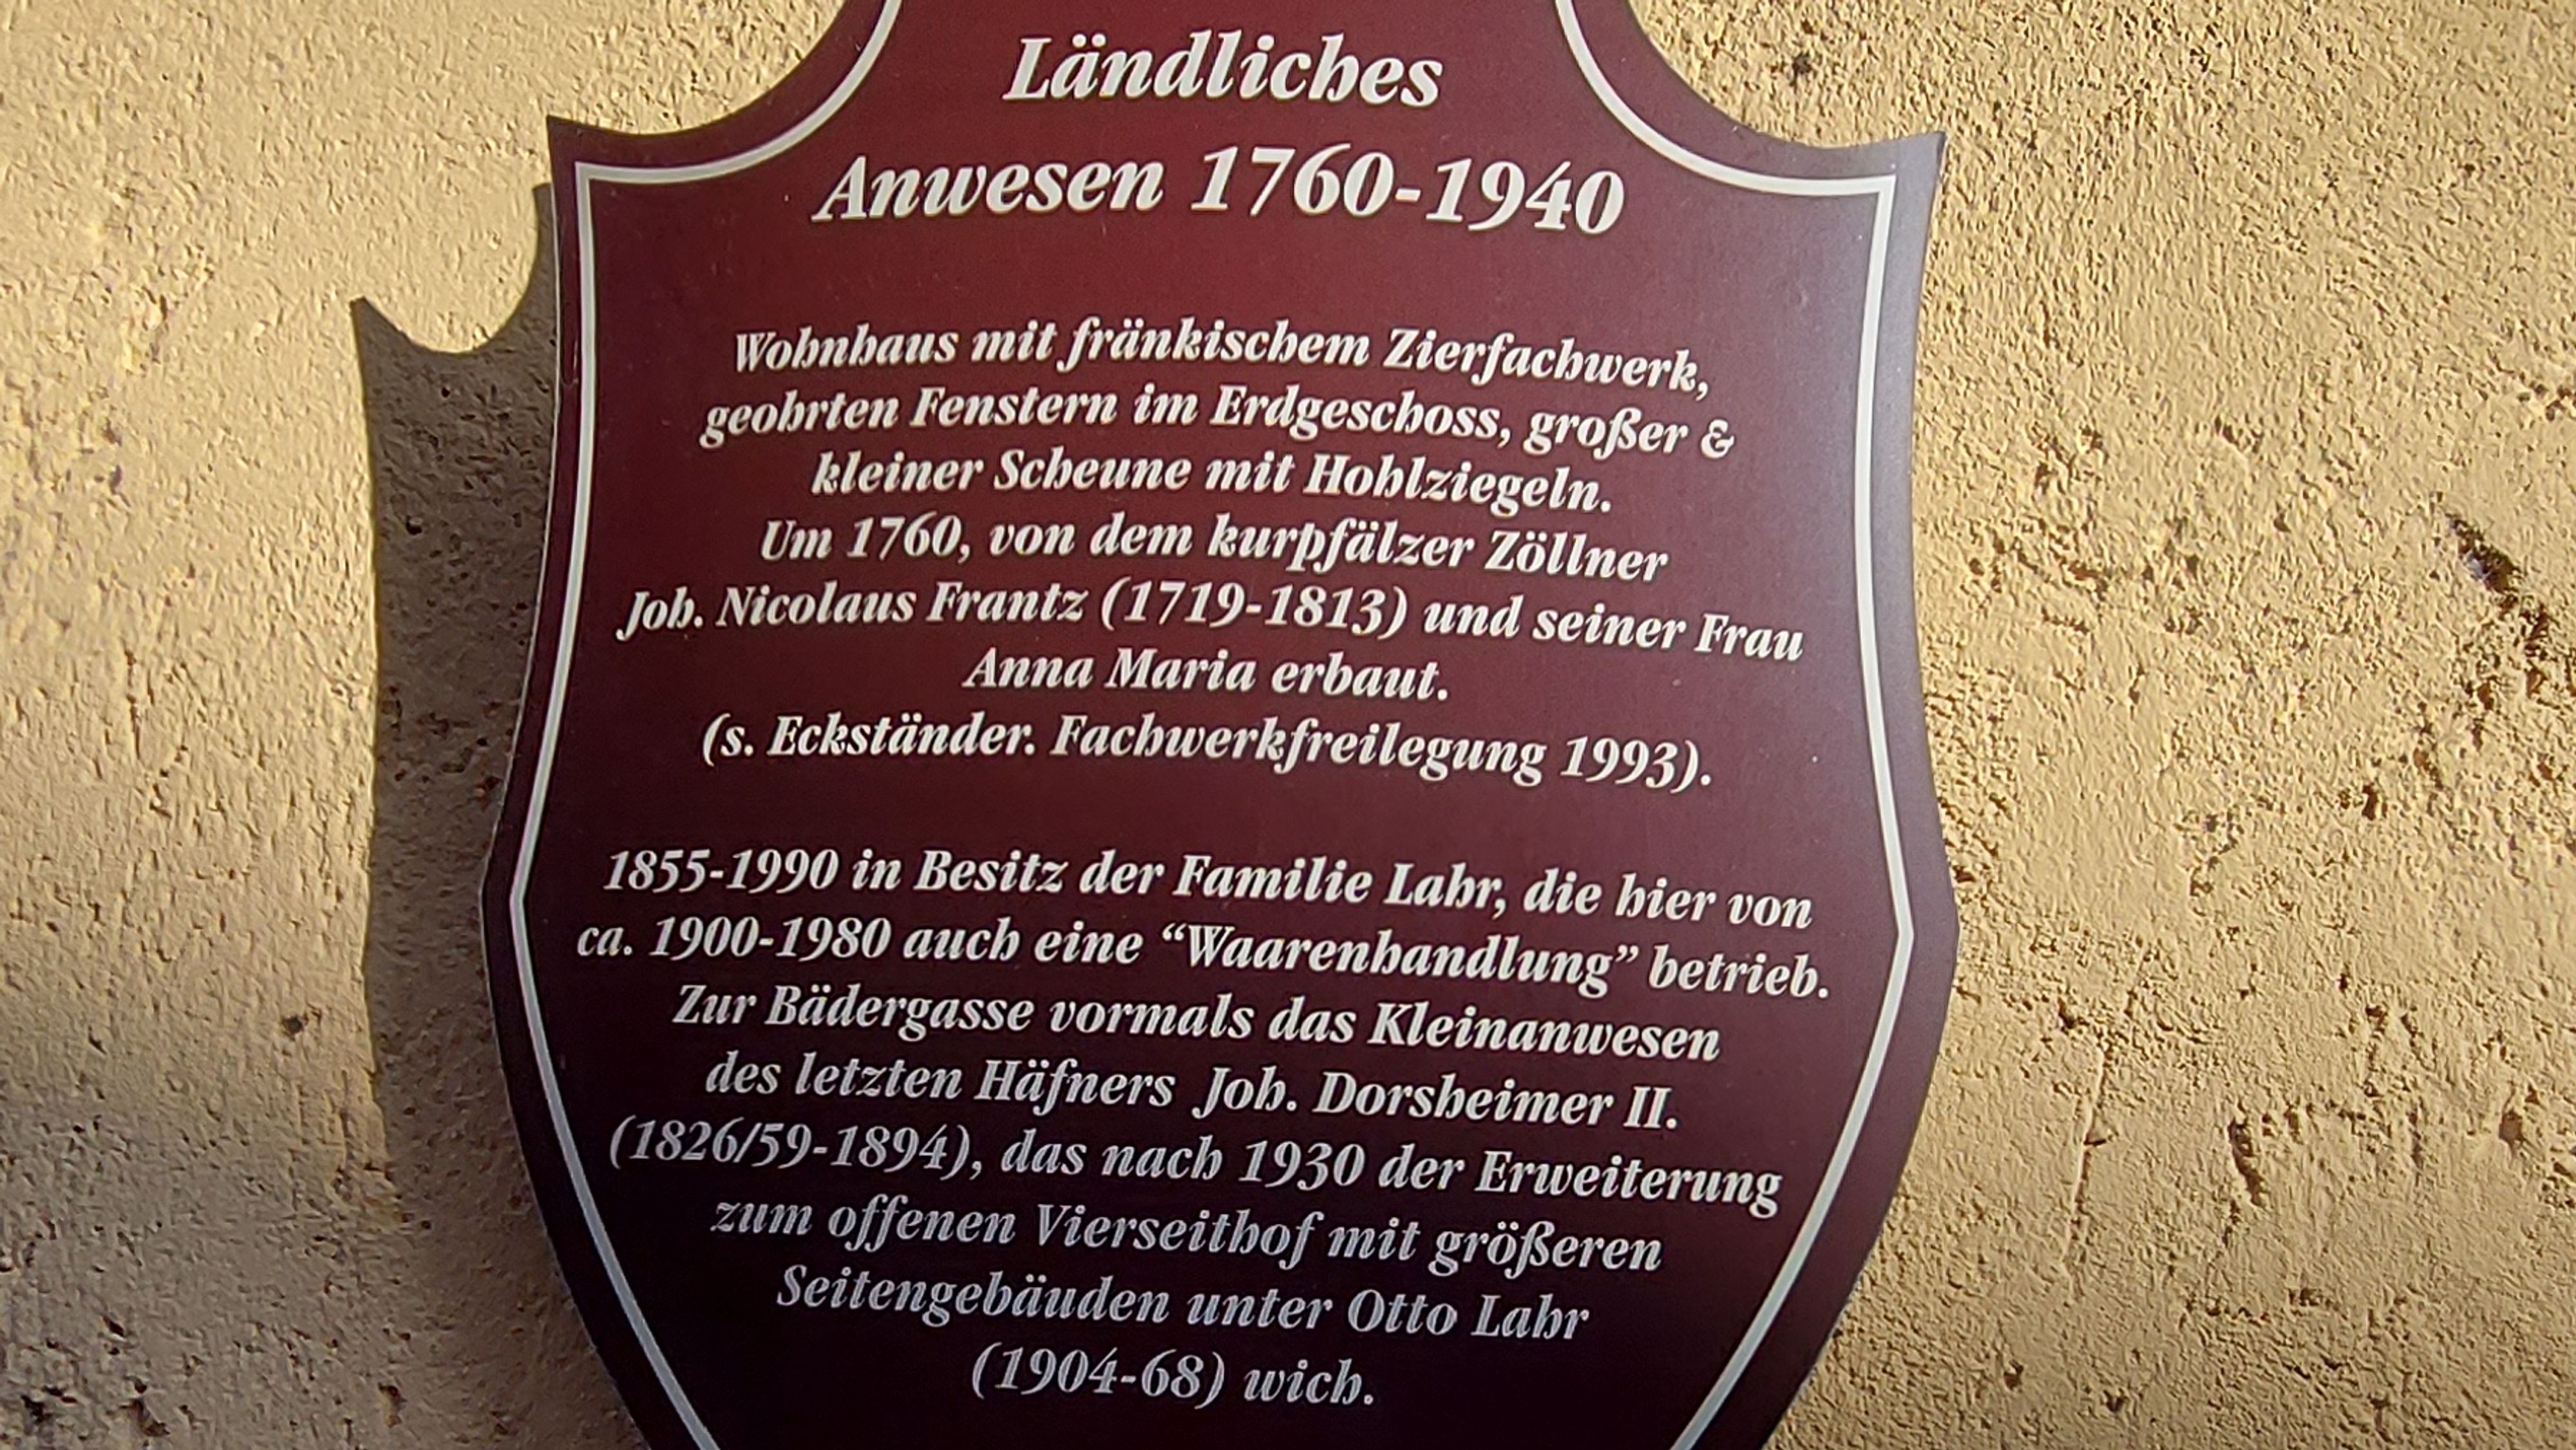 Ländliches
Anwesen 1760-1940
Wohnhaus mit fränkischem Zierfachwerk,
geohrten Fenstern im Erdgeschoss, großer &
kleiner Scheune mit Hohlziegeln.
Um 1760, von dem kurpfälzer Zöllner
Joh. Nicolaus Frantz (1719-1813) und seiner Frau
Anna Maria erbaut.
(s. Eckständer. Fachwerkfreilegung 1993).
1855-1990 in Besitz der Familie Lahr, die hier von
ca. 1900-1980 auch eine “Waarenhandlung” betrieb.
Zur Bädergasse vormals das Kleinanwesen
des letzten Häfners Joh. Dorsheimer II.
(1826/59-1894), das nach 1930 der Erweiterung
zum offenen Vierseithof mit größeren
Seitengebäuden unter Otto Lahr
(1904-68) wich.